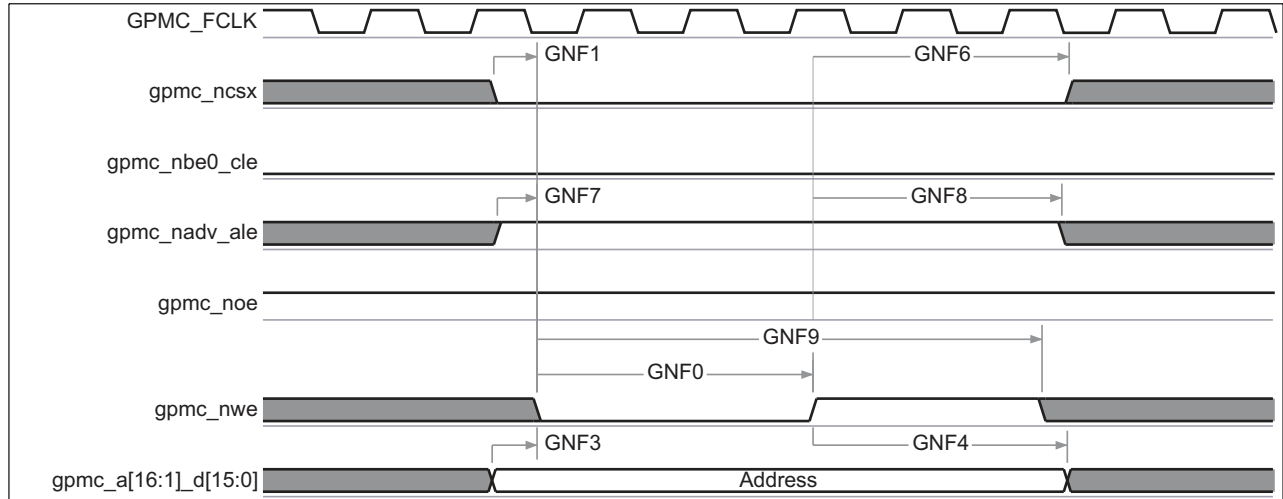 GPMC_FCLK
GNF1
GNF6
gpmc_ncsx
gpmc_nbe0_cle
GNF7
GNF8
gpmc_nadv_ale
gpmc_noe
GNF9
GNF0
gpmc_nwe
GNF3
GNF4
gpmc_a[16:1]_d[15:0]
Address